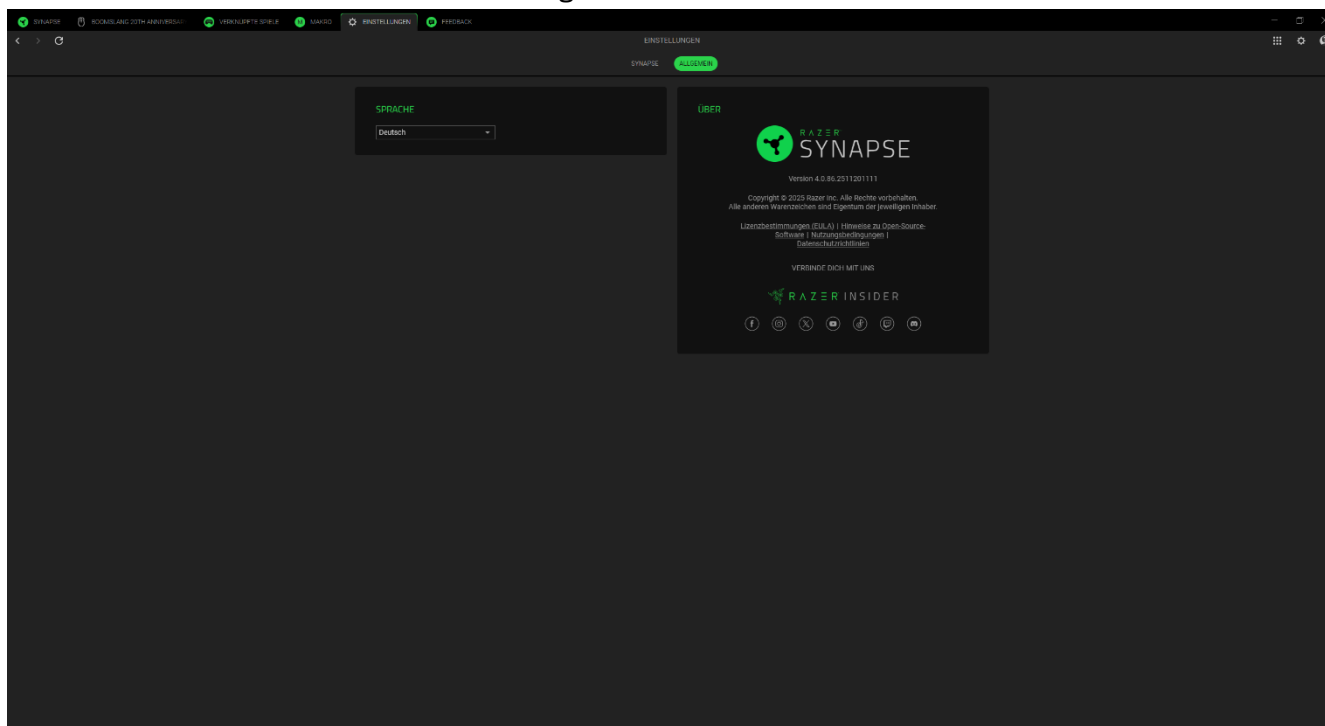 SYNAPSE
BOOMSLANG 20TH ANNIVERSARY
VERKNÜPFTE SPIELE
MAKRO
EINSTELLUNGEN
FEEDBACK
EINSTELLUNGEN
SYNAPSE
ALLGEMEIN
SPRACHE
Deutsch
ÜBER
RAZER
SYNAPSE
Version 4.0.86.2511201111
Copyright © 2025 Razer Inc. Alle Rechte vorbehalten.
Alle anderen Warenzeichen sind Eigentum der jeweiligen Inhaber.
Lizenzbestimmungen (EULA) | Hinweise zu Open-Source-
Software | Nutzungsbedingungen |
Datenschutzrichtlinien
VERBINDE DICH MIT UNS
RAZER INSIDER